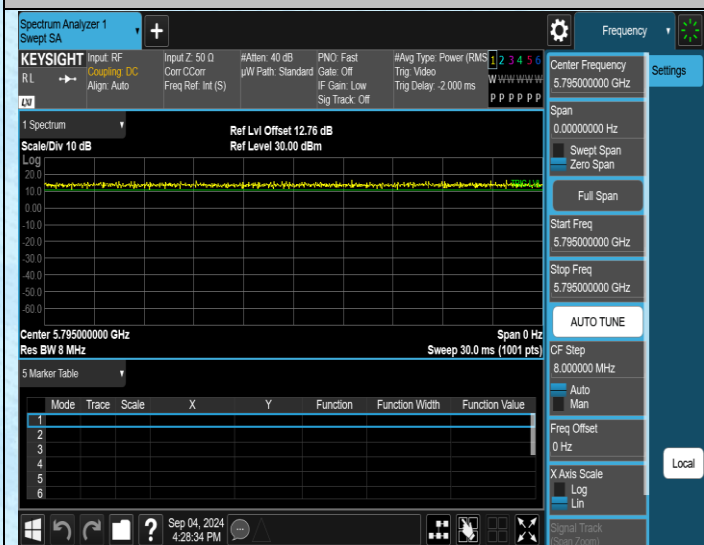 Spectrum Analyzer 1
Swept SA
Frequency
KEYSIGHT
RL
LXI
Input: RF
Coupling: DC
Align: Auto
Input Z: 50 Ω
Corr CCorr
Freq Ref: Int (S)
#Atten: 40 dB
µW Path: Standard
PNO: Fast
Gate: Off
IF Gain: Low
Sig Track: Off
#Avg Type: Power (RMS
Trig: Video
Trig Delay: -2.000 ms
1 2 3 4 5 6
W W W W W W
P P P P P P
Center Frequency
5.795000000 GHz
Settings
Span
0.00000000 Hz
Swept Span
Zero Span
Full Span
Start Freq
5.795000000 GHz
Stop Freq
5.795000000 GHz
AUTO TUNE
CF Step
8.000000 MHz
Auto
Man
Freq Offset
0 Hz
X Axis Scale
Log
Lin
Signal Track
(Span Zoom)
Local
1 Spectrum
Scale/Div 10 dB
Ref Lvl Offset 12.76 dB
Ref Level 30.00 dBm
Log
20.0
10.0
0.00
-10.0
-20.0
-30.0
-40.0
-50.0
-60.0
TRIG LVL
Center 5.795000000 GHz
Span 0 Hz
Res BW 8 MHz
Sweep 30.0 ms (1001 pts)
5 Marker Table
Mode Trace Scale X Y Function Function Width Function Value
1
2
3
4
5
6
?
Sep 04, 2024
4:28:34 PM